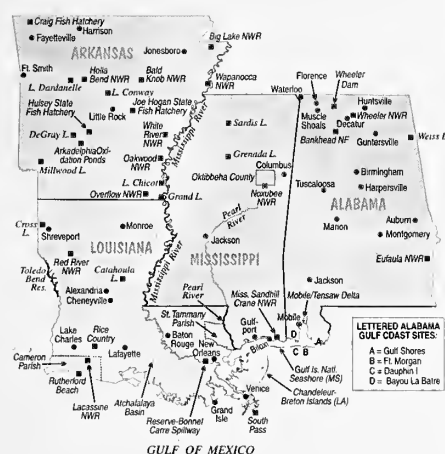 Craig Fish Hatchery
Harrison
Fayetteville
ARKANSAS
Jonesboro
Big Lake NWR
Ft. Smith
Holla
Bend NWR
Bald
Knob NWR
Wapanocca
NWR
L. Dardanelle
L. Conway
Hulsey State
Fish Hatchery
Little Rock
Joe Hogan State
Fish Hatchery
DeGray L.
White
River
NWR
Arkadelphia Oxi-
dation Ponds
Millwood L.
Oakwood
NWR
L. Chicot
Overflow NWR
Grand L.
Mississippi River
Mississippi River
Cross L.
Shreveport
Monroe
LOUISIANA
Red River
NWR
Catahoula
L.
Toledo
Bend
Res.
Alexandria
Cheneyville
Lake
Charles
Rice
Country
Lafayette
Cameron Parish
Rutherford
Beach
Lacassine
NWR
Atchafalaya
Basin
Baton
Rouge
St. Tammany
Parish
New
Orleans
Reserve-Bonnet
Carre Spillway
Grand
Isle
Venice
South
Pass
Chandeleur-
Breton Islands (LA)
Gulf Is. Natl.
Seashore (MS)
Sardis L.
Grenada L.
Columbus
Oktibbeha County
Noxubee
NWR
Pearl
River
Jackson
MISSISSIPPI
Pearl
River
Miss. Sandhill
Crane NWR
Gulf-
port
Biloxi
Waterloo
Florence
Wheeler
Dam
Muscle
Shoals
Huntsville
Wheeler NWR
Decatur
Bankhead NF
Guntersville
Weiss L.
Birmingham
Tuscaloosa
Harpersville
ALABAMA
Marion
Auburn
Montgomery
Eufaula NWR
Jackson
Mobile/Tensaw Delta
Mobile
D
A
C B
LETTERED ALABAMA
GULF COAST SITES:
A = Gulf Shores
B = Ft. Morgan
C = Dauphin I
D = Bayou La Batre
GULF OF MEXICO